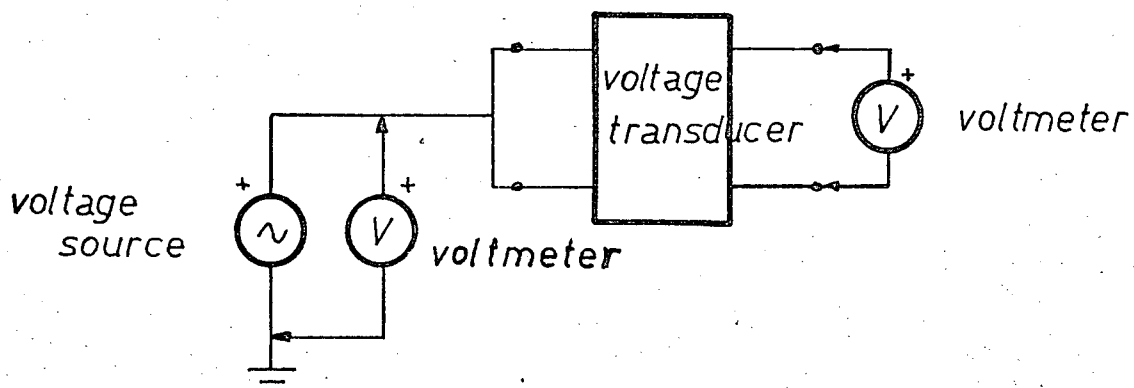 voltage
transducer
+
V
voltmeter
voltage
source
+
+
V
voltmeter